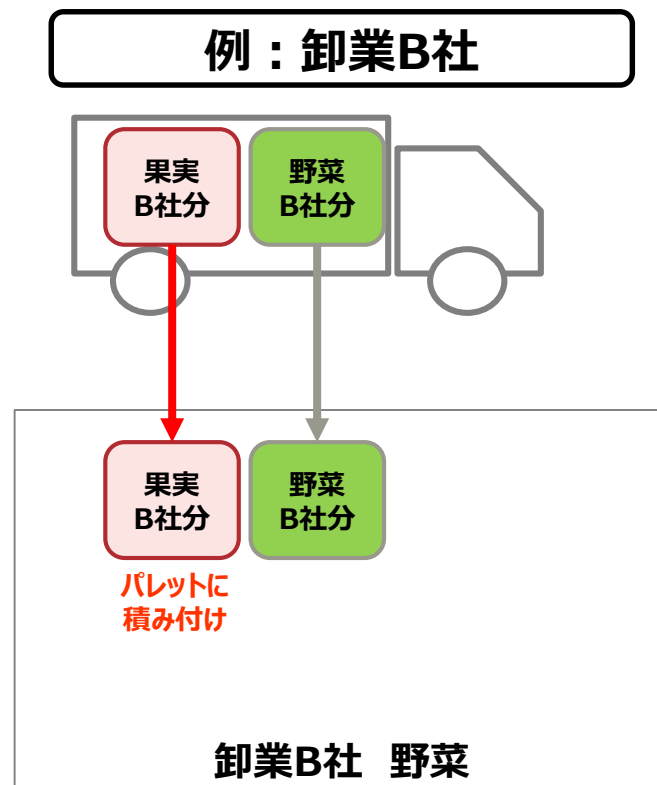 例：卸業B社
果実
B社分
野菜
B社分
果実
B社分
野菜
B社分
パレットに
積み付け
卸業B社 野菜